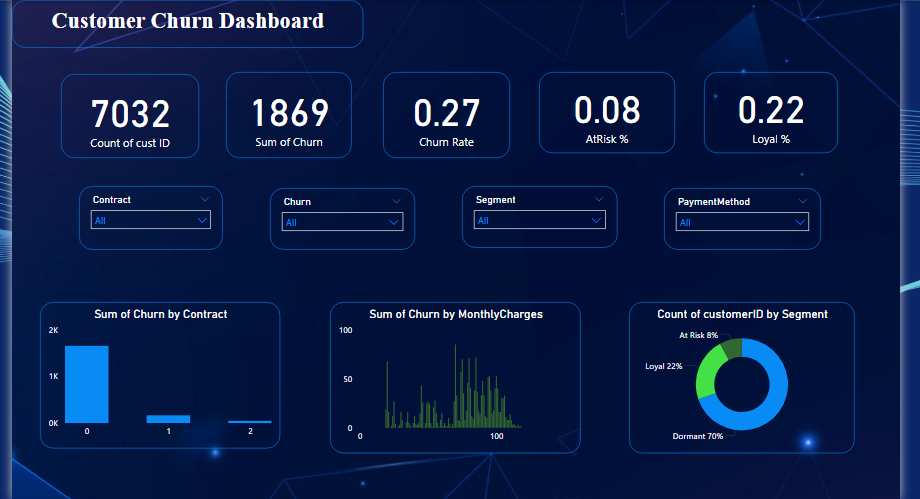 Customer Churn Dashboard
7032
Count of cust ID
1869
Sum of Churn
0.27
Churn Rate
0.08
AtRisk %
0.22
Loyal %
Contract
All
Churn
All
Segment
All
PaymentMethod
All
Sum of Churn by Contract
2K
1K
0K
0 1 2
Sum of Churn by MonthlyCharges
100
50
0
0 100
Count of customerID by Segment
At Risk 8%
Loyal 22%
Dormant 70%